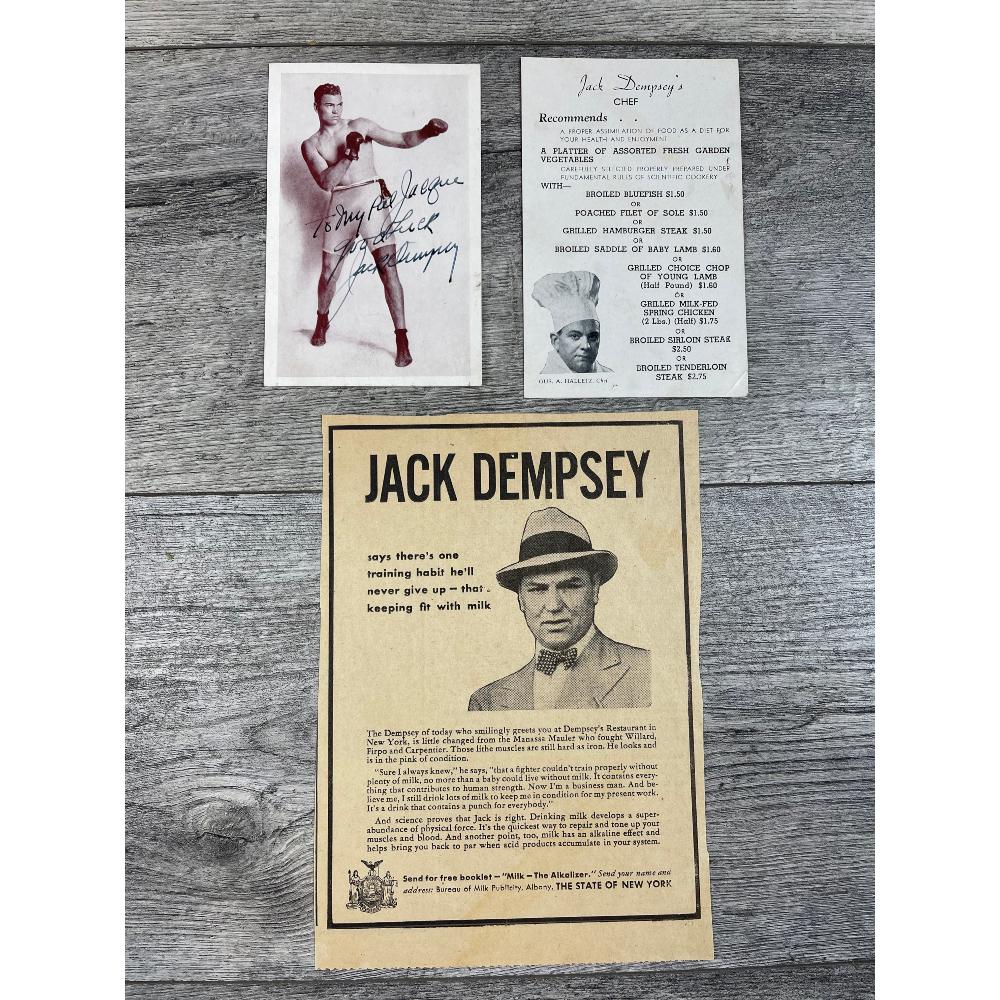 To My Pal Jacque
Good Luck
Jack Dempsey
Jack Dempsey's
CHEF
Recommends . .
A PROPER ASSIMILATION OF FOOD AS A DIET FOR
YOUR HEALTH AND ENJOYMENT
A PLATTER OF ASSORTED FRESH GARDEN
VEGETABLES
CAREFULLY SELECTED PROPERLY PREPARED UNDER
FUNDAMENTAL RULES OF SCIENTIFIC COOKERY
WITH—
BROILED BLUEFISH $1.50
OR
POACHED FILET OF SOLE $1.50
OR
GRILLED HAMBURGER STEAK $1.50
OR
BROILED SADDLE OF BABY LAMB $1.60
OR
GRILLED CHOICE CHOP
OF YOUNG LAMB
(Half Pound) $1.60
OR
GRILLED MILK-FED
SPRING CHICKEN
(2 Lbs.) (Half) $1.75
OR
BROILED SIRLOIN STEAK
$2.50
OR
BROILED TENDERLOIN
STEAK $2.75
GUS. A. HALLETZ, Chef
JACK DEMPSEY
says there's one
training habit he'll
never give up — that
keeping fit with milk
The Dempsey of today who smilingly greets you at Dempsey's Restaurant in
New York, is little changed from the Manassa Mauler who fought Willard,
Firpo and Carpentier. Those lithe muscles are still hard as iron. He looks and
is in the pink of condition.
"Sure I always knew," he says, "that a fighter couldn't train properly without
plenty of milk, no more than a baby could live without milk. It contains every-
thing that contributes to human strength. Now I'm a business man. And be-
lieve me, I still drink lots of milk to keep me in condition for my present work.
It's a drink that contains a punch for everybody."
And science proves that Jack is right. Drinking milk develops a super-
abundance of physical force. It's the quickest way to repair and tone up your
muscles and blood. And another point, too, milk has an alkaline effect and
helps bring you back to par when acid products accumulate in your system.
Send for free booklet — "Milk — The Alkalizer." Send your name and
address: Bureau of Milk Publicity, Albany, THE STATE OF NEW YORK